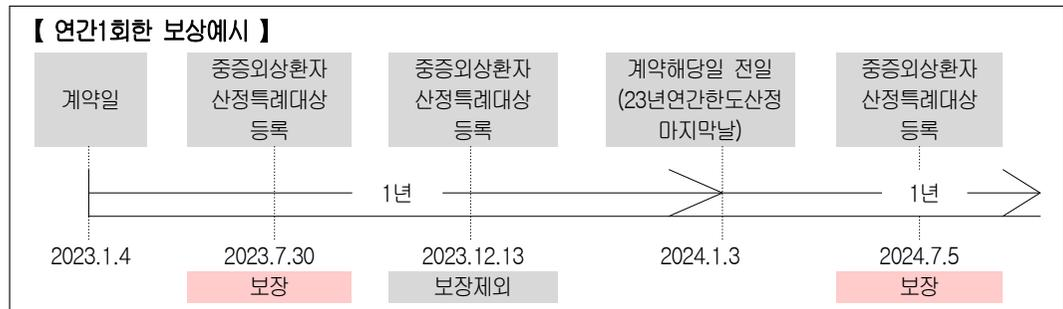 【 연간1회한 보상예시 】
계약일
중증외상환자
산정특례대상
등록
중증외상환자
산정특례대상
등록
계약해당일 전일
(23년연간한도산정
마지막날)
중증외상환자
산정특례대상
등록
1년
1년
2023.1.4
2023.7.30
2023.12.13
2024.1.3
2024.7.5
보장
보장제외
보장